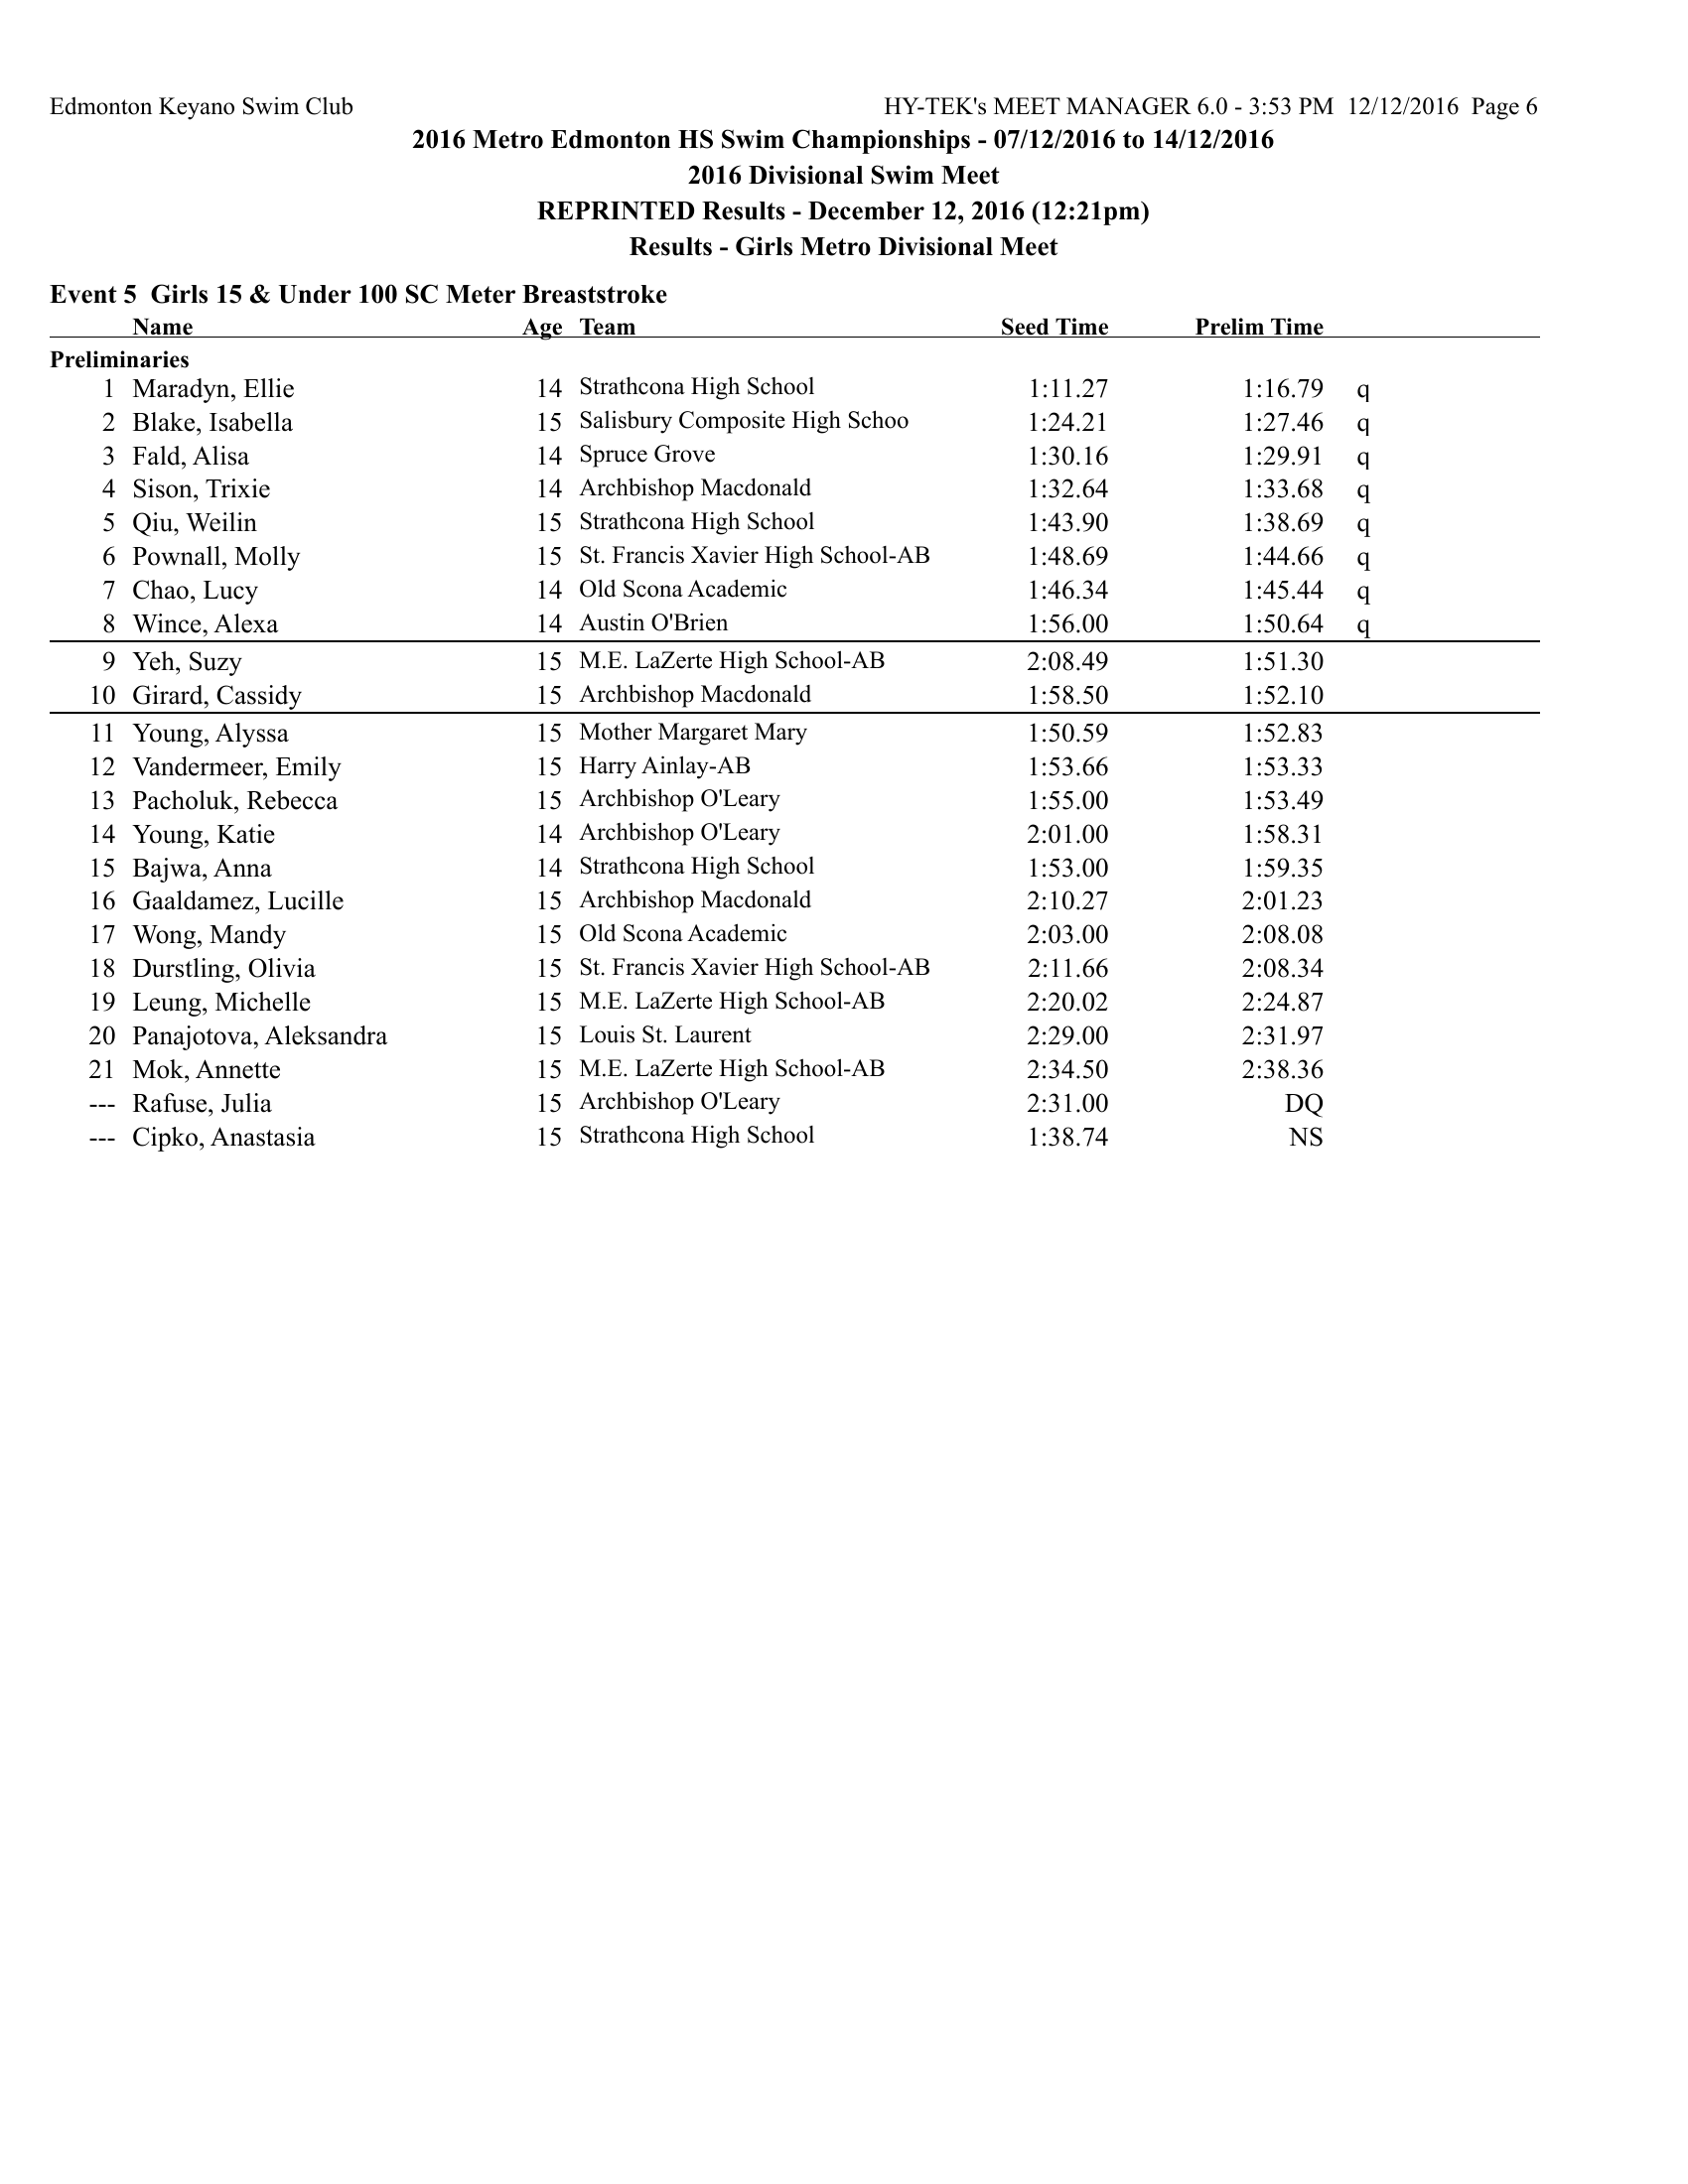 Edmonton Keyano Swim Club HY-TEK's MEET MANAGER 6.0 - 3:53 PM 12/12/2016 Page 6
2016 Metro Edmonton HS Swim Championships - 07/12/2016 to 14/12/2016
2016 Divisional Swim Meet
REPRINTED Results - December 12, 2016 (12:21pm)
Results - Girls Metro Divisional Meet
Event 5 Girls 15 & Under 100 SC Meter Breaststroke
Name Age Team Seed Time Prelim Time
Preliminaries
1 Maradyn, Ellie 14 Strathcona High School 1:11.27 1:16.79 q
2 Blake, Isabella 15 Salisbury Composite High Schoo 1:24.21 1:27.46 q
3 Fald, Alisa 14 Spruce Grove 1:30.16 1:29.91 q
4 Sison, Trixie 14 Archbishop Macdonald 1:32.64 1:33.68 q
5 Qiu, Weilin 15 Strathcona High School 1:43.90 1:38.69 q
6 Pownall, Molly 15 St. Francis Xavier High School-AB 1:48.69 1:44.66 q
7 Chao, Lucy 14 Old Scona Academic 1:46.34 1:45.44 q
8 Wince, Alexa 14 Austin O'Brien 1:56.00 1:50.64 q
9 Yeh, Suzy 15 M.E. LaZerte High School-AB 2:08.49 1:51.30
10 Girard, Cassidy 15 Archbishop Macdonald 1:58.50 1:52.10
11 Young, Alyssa 15 Mother Margaret Mary 1:50.59 1:52.83
12 Vandermeer, Emily 15 Harry Ainlay-AB 1:53.66 1:53.33
13 Pacholuk, Rebecca 15 Archbishop O'Leary 1:55.00 1:53.49
14 Young, Katie 14 Archbishop O'Leary 2:01.00 1:58.31
15 Bajwa, Anna 14 Strathcona High School 1:53.00 1:59.35
16 Gaaldamez, Lucille 15 Archbishop Macdonald 2:10.27 2:01.23
17 Wong, Mandy 15 Old Scona Academic 2:03.00 2:08.08
18 Durstling, Olivia 15 St. Francis Xavier High School-AB 2:11.66 2:08.34
19 Leung, Michelle 15 M.E. LaZerte High School-AB 2:20.02 2:24.87
20 Panajotova, Aleksandra 15 Louis St. Laurent 2:29.00 2:31.97
21 Mok, Annette 15 M.E. LaZerte High School-AB 2:34.50 2:38.36
--- Rafuse, Julia 15 Archbishop O'Leary 2:31.00 DQ
--- Cipko, Anastasia 15 Strathcona High School 1:38.74 NS